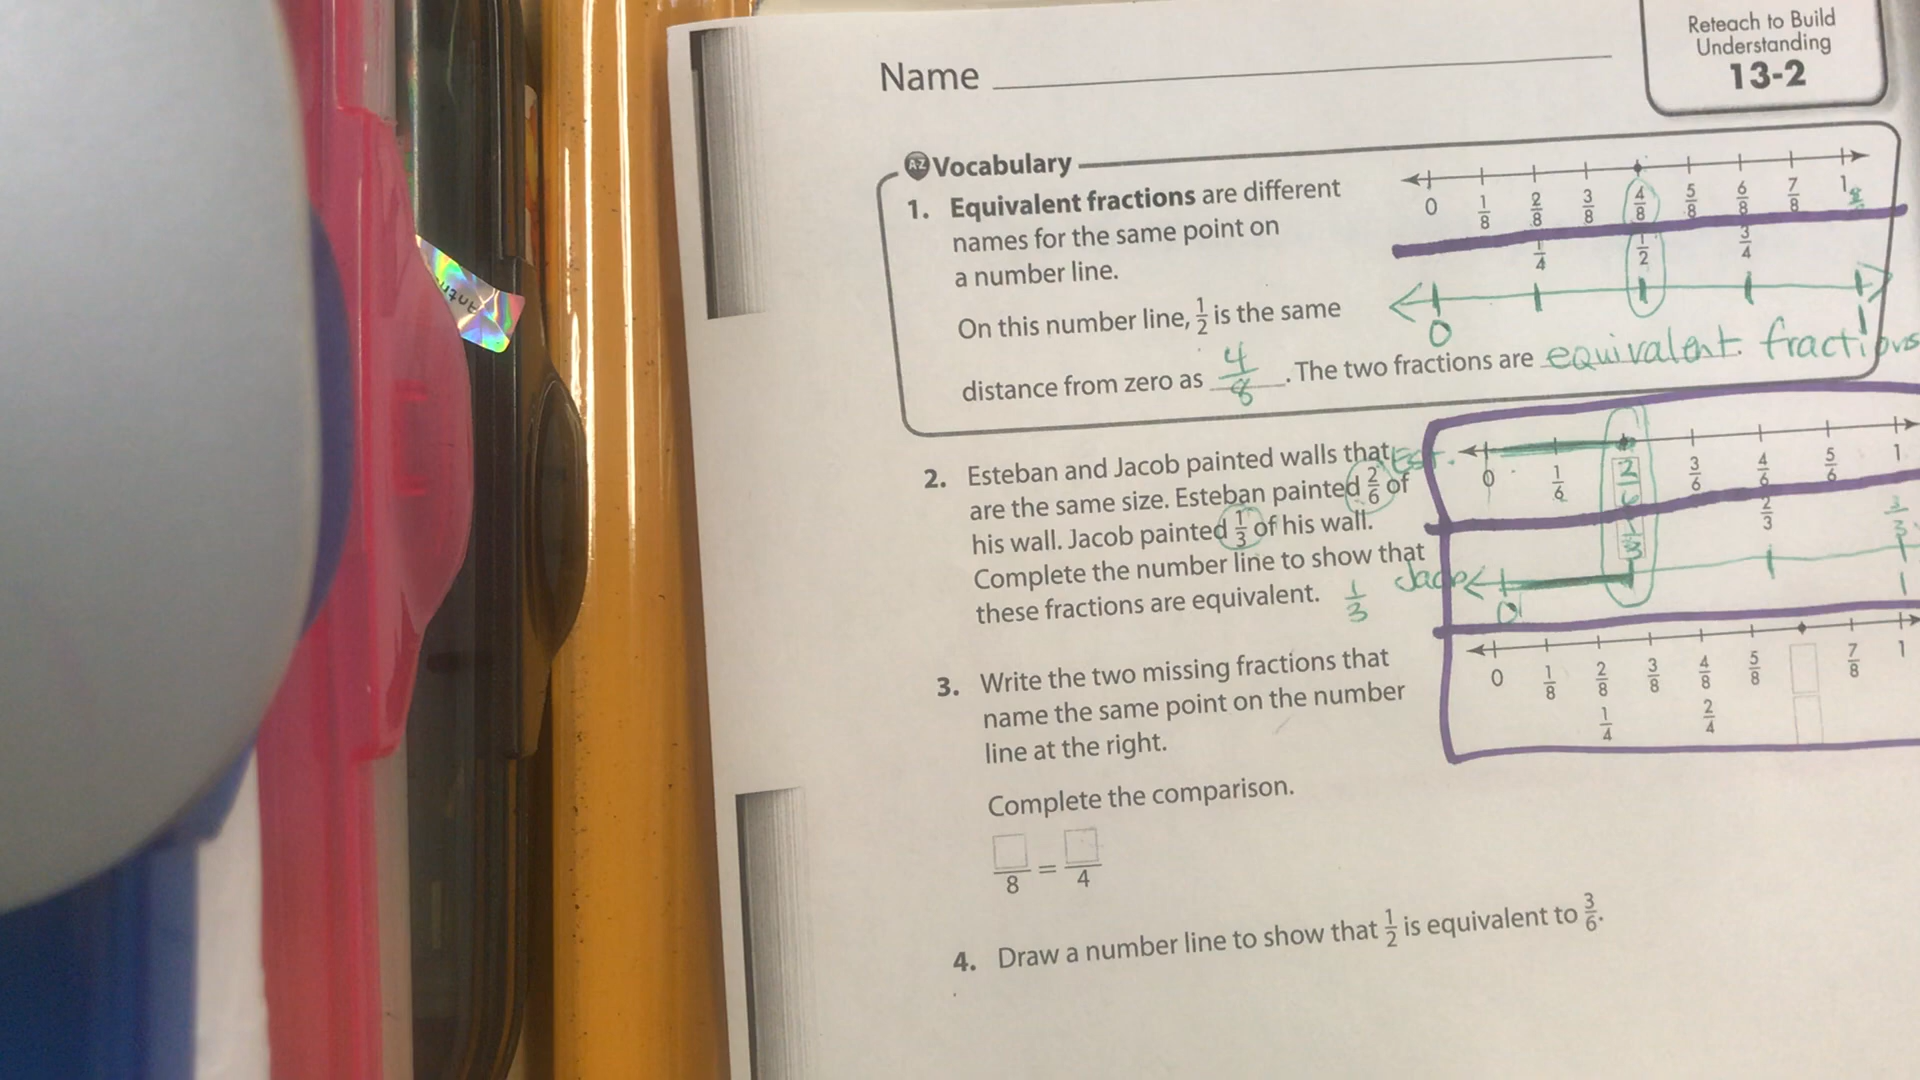 Reteach to Build
Understanding
13-2
Name
AZ Vocabulary
1. Equivalent fractions are different
names for the same point on
a number line.
On this number line, 1/2 is the same
distance from zero as 4/8. The two fractions are equivalent fractions
0 1/8 2/8 3/8 4/8 5/8 6/8 7/8 1
1/4 1/2 3/4
0 1
2. Esteban and Jacob painted walls that
are the same size. Esteban painted 2/6 of
his wall. Jacob painted 1/3 of his wall.
Complete the number line to show that
these fractions are equivalent. 1/3
Est.
0 1/6 2/6 3/6 4/6 5/6 1
1/3 2/3 3/3
0 1
3. Write the two missing fractions that
name the same point on the number
line at the right.
0 1/8 2/8 3/8 4/8 5/8 7/8 1
1/4 2/4
Complete the comparison.
□/8 = □/4
4. Draw a number line to show that 1/2 is equivalent to 3/6.